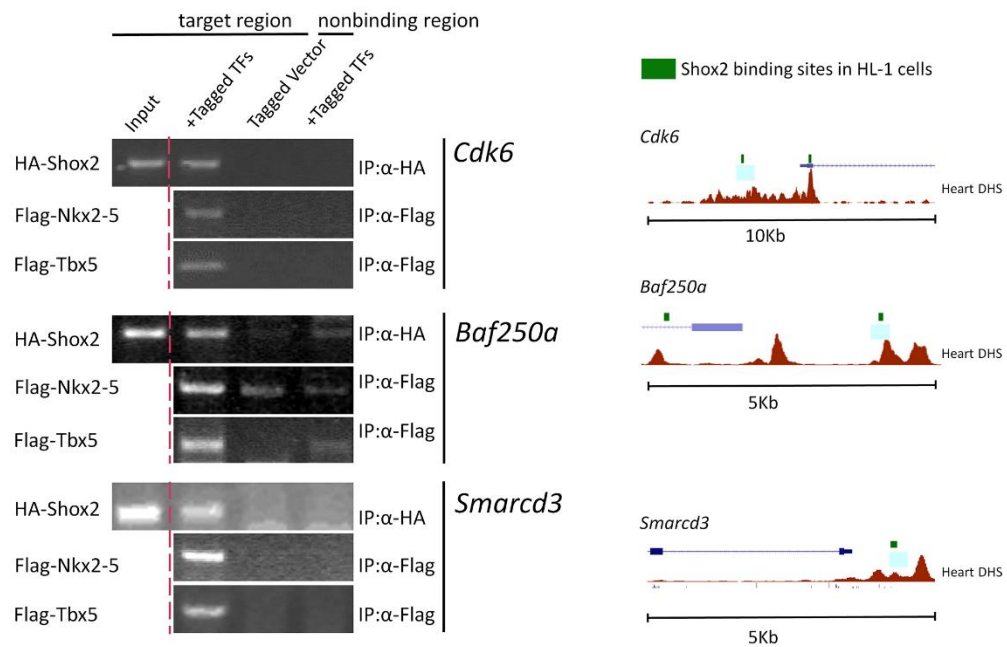 target region nonbinding region
Input +Tagged TFs Tagged Vector +Tagged TFs
HA-Shox2 IP:α-HA Cdk6
Flag-Nkx2-5 IP:α-Flag
Flag-Tbx5 IP:α-Flag
HA-Shox2 IP:α-HA Baf250a
Flag-Nkx2-5 IP:α-Flag
Flag-Tbx5 IP:α-Flag
HA-Shox2 IP:α-HA Smarcd3
Flag-Nkx2-5 IP:α-Flag
Flag-Tbx5 IP:α-Flag
Shox2 binding sites in HL-1 cells
Cdk6
Heart DHS
10Kb
Baf250a
Heart DHS
5Kb
Smarcd3
Heart DHS
5Kb